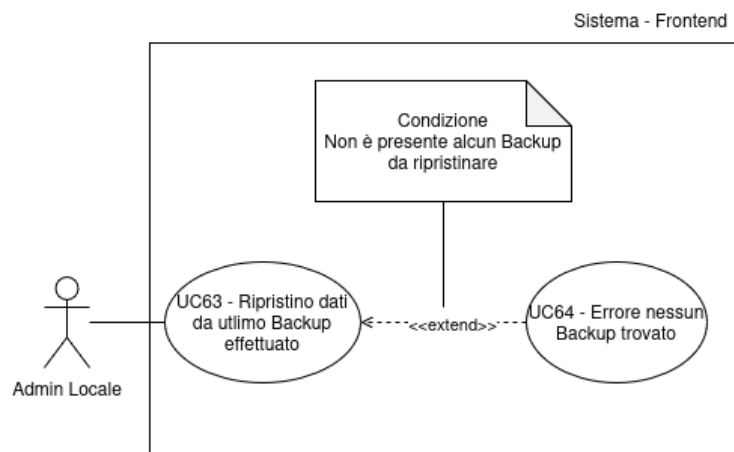 Sistema - Frontend
Condizione
Non è presente alcun Backup
da ripristinare
UC63 - Ripristino dati
da utlimo Backup
effettuato
<<extend>>
UC64 - Errore nessun
Backup trovato
Admin Locale